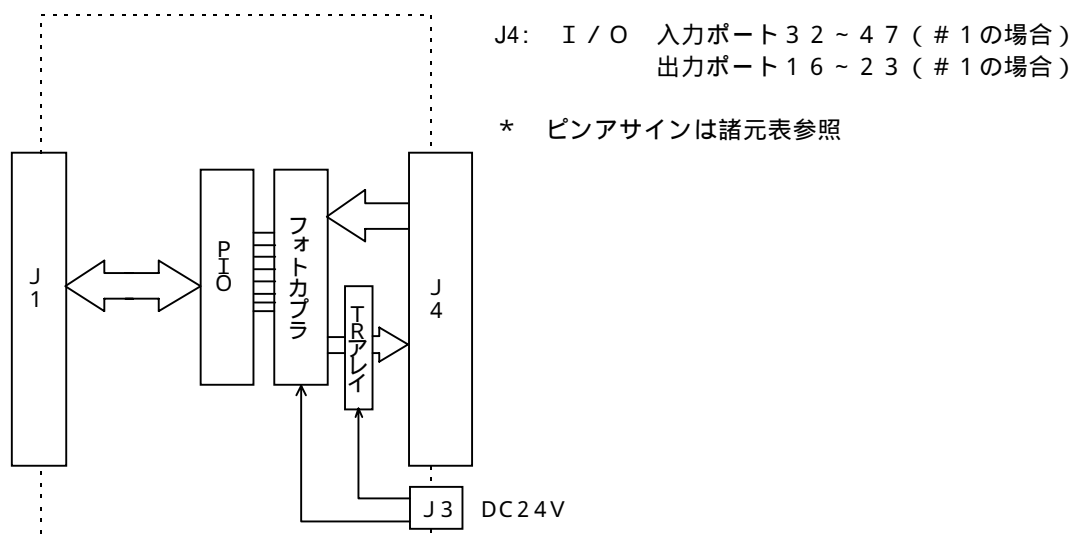 J4: I/O 入力ポート32~47(#1の場合)
出力ポート16~23(#1の場合)
* ピンアサインは諸元表参照
J1
PIO
フォトカプラ
TRアレイ
J4
J3 DC24V